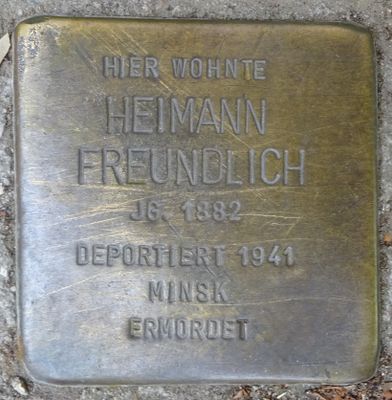 HIER WOHNTE
HEIMANN
FREUNDLICH
JG. 1882
DEPORTIERT 1941
MINSK
ERMORDET